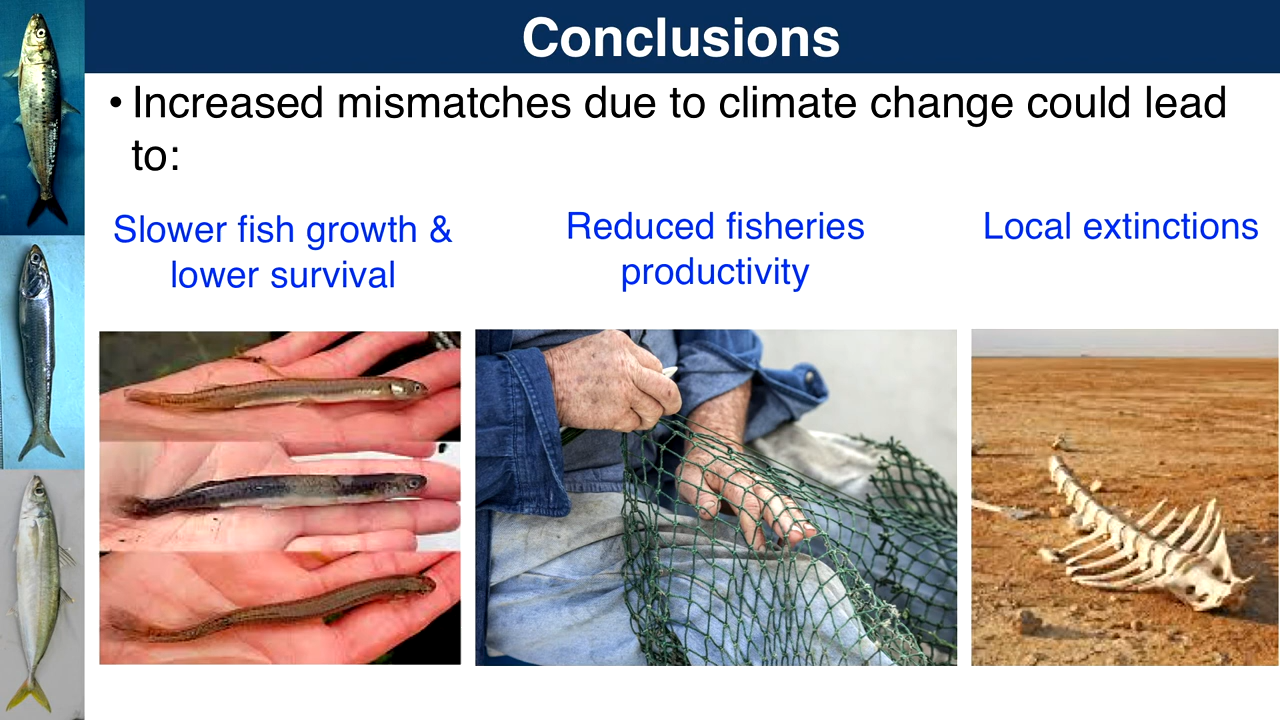 Conclusions
• Increased mismatches due to climate change could lead
to:
Slower fish growth &
lower survival
Reduced fisheries
productivity
Local extinctions